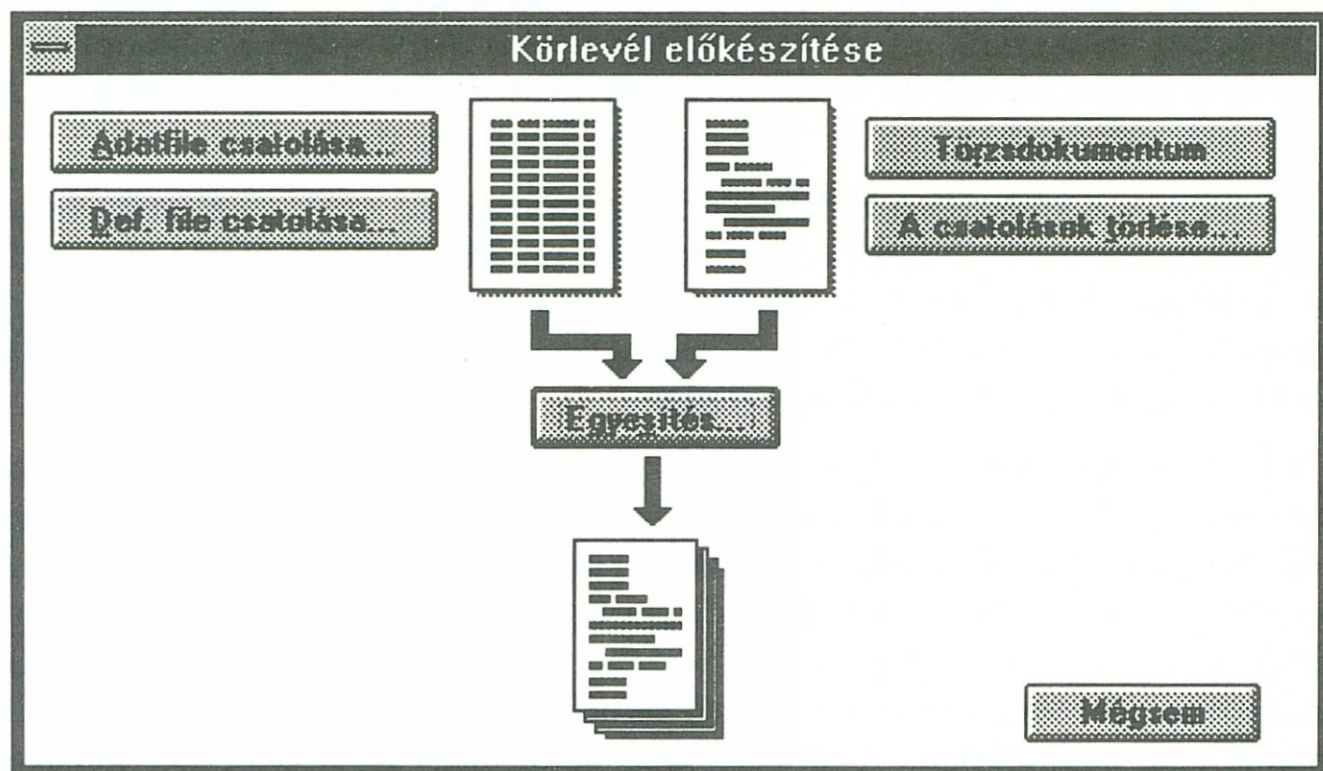 Körlevél előkészítése
Adatfile csatolása...
Def. file csatolása...
Törzsdokumentum
A csatolások törlése...
Egyesítés...
Mégsem